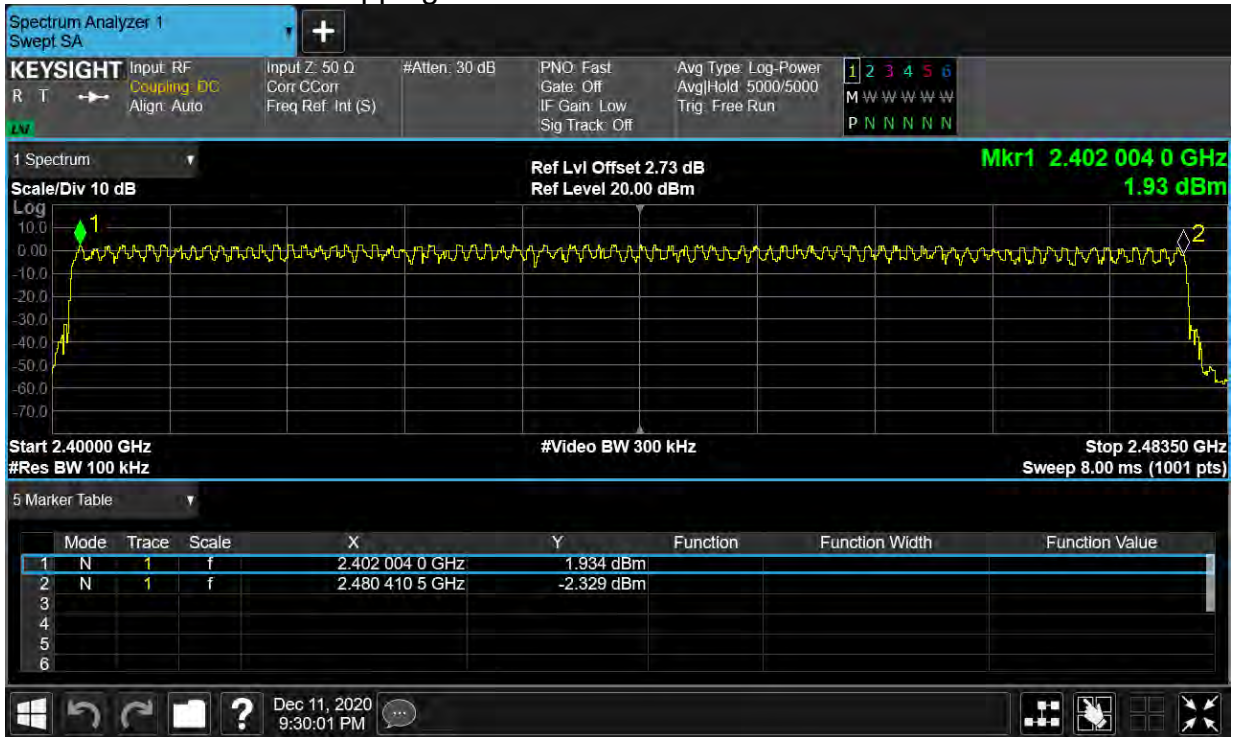 pping
Spectrum Analyzer 1
Swept SA
+
KEYSIGHT Input: RF Input Z: 50 Ω #Atten: 30 dB PNO: Fast Avg Type: Log-Power 1 2 3 4 5 6
R T Coupling: DC Corr CCorr Gate: Off Avg|Hold: 5000/5000 M W W W W W
Align: Auto Freq Ref: Int (S) IF Gain: Low Trig: Free Run
Sig Track: Off P N N N N N
1 Spectrum
Ref Lvl Offset 2.73 dB Mkr1 2.402 004 0 GHz
Scale/Div 10 dB Ref Level 20.00 dBm 1.93 dBm
Log
10.0 1
0.00 2
-10.0
-20.0
-30.0
-40.0
-50.0
-60.0
-70.0
Start 2.40000 GHz #Video BW 300 kHz Stop 2.48350 GHz
#Res BW 100 kHz Sweep 8.00 ms (1001 pts)
5 Marker Table
Mode Trace Scale X Y Function Function Width Function Value
1 N 1 f 2.402 004 0 GHz 1.934 dBm
2 N 1 f 2.480 410 5 GHz -2.329 dBm
3
4
5
6
? Dec 11, 2020
9:30:01 PM